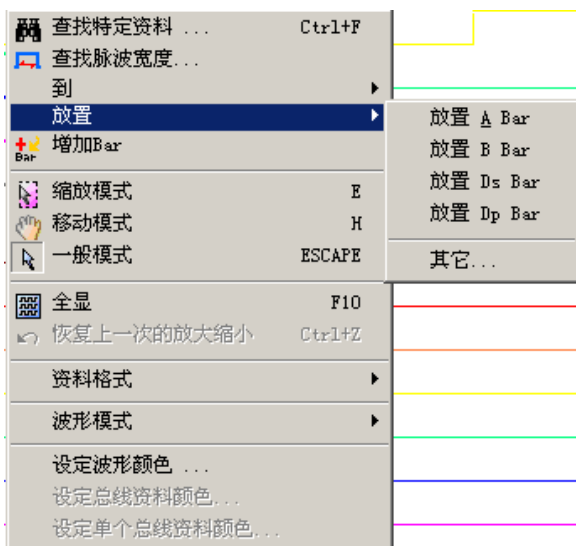 查找特定资料 ... Ctrl+F
查找脉波宽度...
到
放置
放置 A Bar
放置 B Bar
放置 Ds Bar
放置 Dp Bar
其它...
Bar 增加Bar
缩放模式 E
移动模式 H
一般模式 ESCAPE
全显 F10
恢复上一次的放大缩小 Ctrl+Z
资料格式
波形模式
设定波形颜色 ...
设定总线资料颜色...
设定单个总线资料颜色...